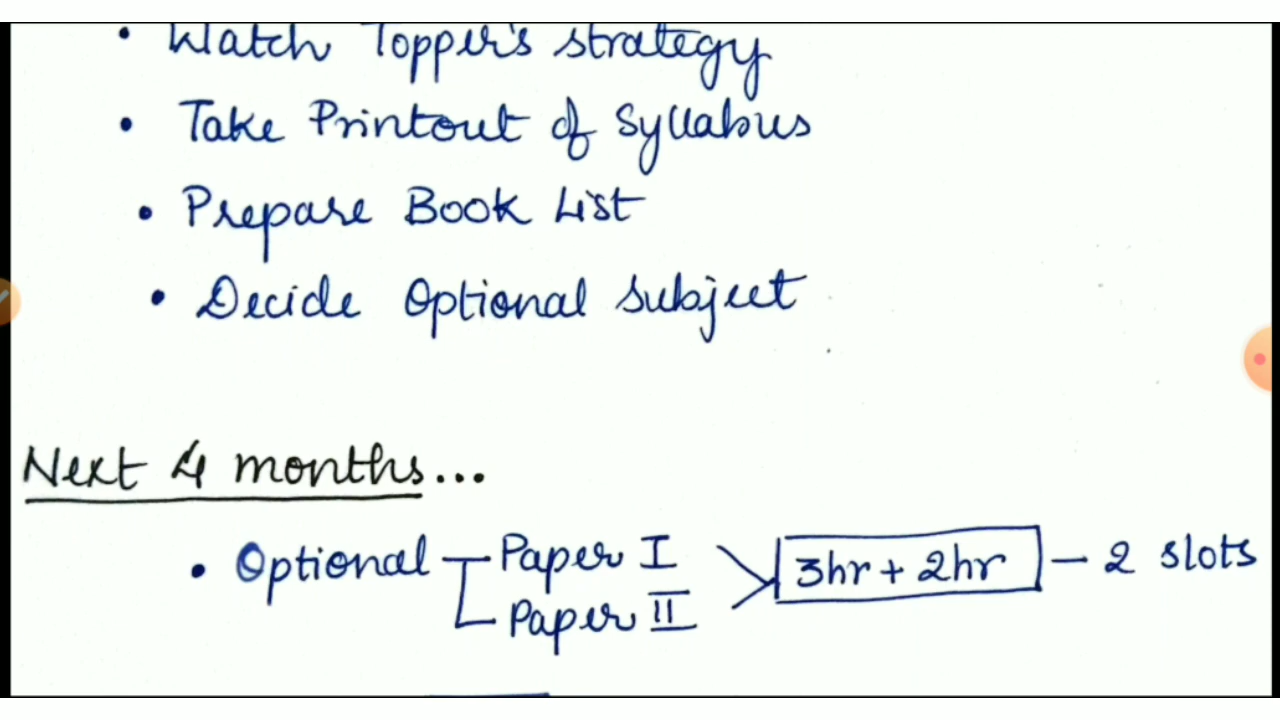 • Watch Topper's strategy
• Take Printout of Syllabus
• Prepare Book List
• Decide Optional subject
Next 4 months...
• Optional Paper I 3hr + 2hr - 2 slots
Paper II